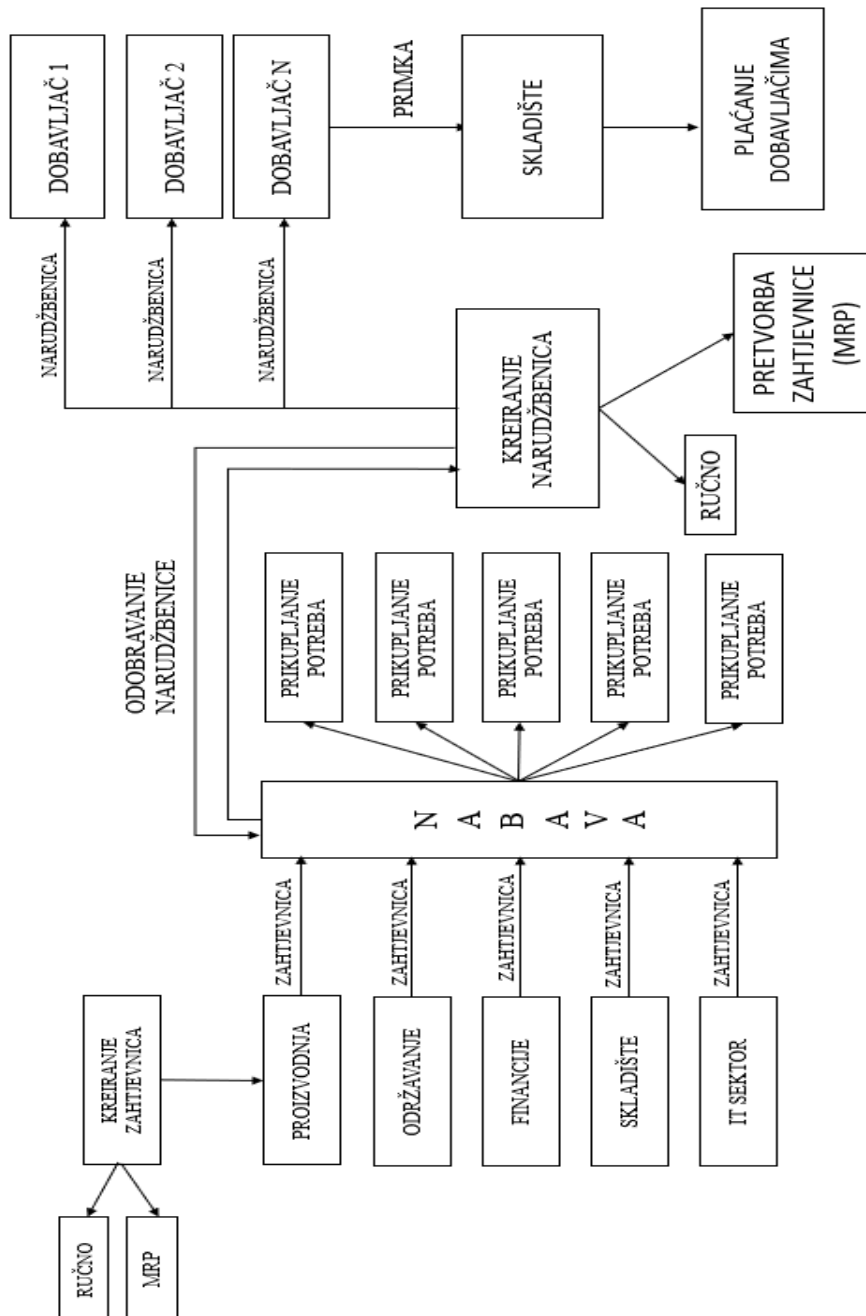 RUČNO
MRP
KREIRANJE
ZAHTJEVNICA
PROIZVODNJA
ODRŽAVANJE
FINANCIJE
SKLADIŠTE
IT SEKTOR
ZAHTJEVNICA
ZAHTJEVNICA
ZAHTJEVNICA
ZAHTJEVNICA
ZAHTJEVNICA
N
A
B
A
V
A
ODOBRAVANJE
NARUDŽBENICE
PRIKUPLJANJE
POTREBA
PRIKUPLJANJE
POTREBA
PRIKUPLJANJE
POTREBA
PRIKUPLJANJE
POTREBA
PRIKUPLJANJE
POTREBA
KREIRANJE
NARUDŽBENICA
RUČNO
PRETVORBA
ZAHTJEVNICE
(MRP)
NARUDŽBENICA
NARUDŽBENICA
NARUDŽBENICA
DOBAVLJAČ 1
DOBAVLJAČ 2
DOBAVLJAČ N
PRIMKA
SKLADIŠTE
PLAĆANJE
DOBAVLJAČIMA